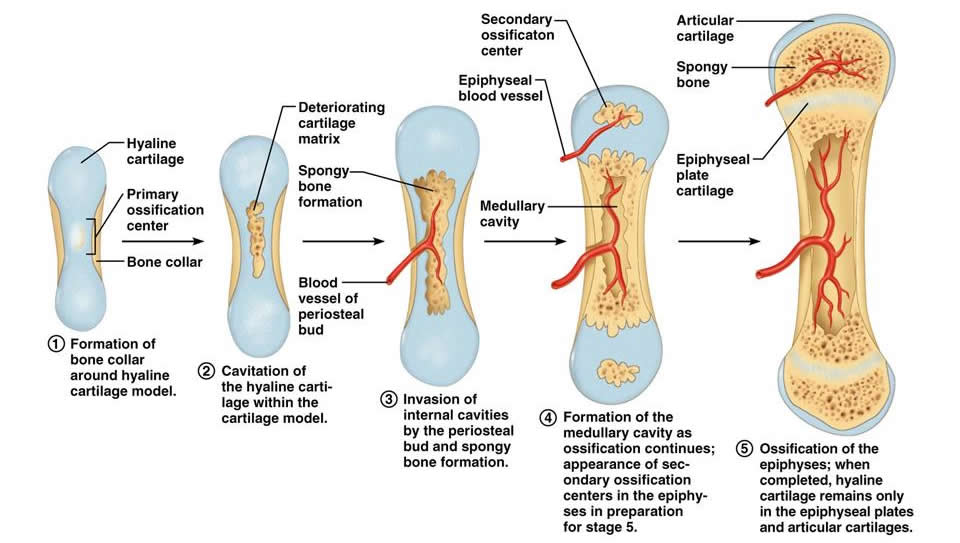 Hyaline
cartilage
Primary
ossification
center
Bone collar
① Formation of
bone collar
around hyaline
cartilage model.
Deteriorating
cartilage
matrix
② Cavitation of
the hyaline carti-
lage within the
cartilage model.
Spongy
bone
formation
Blood
vessel of
periosteal
bud
③ Invasion of
internal cavities
by the periosteal
bud and spongy
bone formation.
Secondary
ossificaton
center
Epiphyseal
blood vessel
Medullary
cavity
④ Formation of the
medullary cavity as
ossification continues;
appearance of sec-
ondary ossification
centers in the epiphy-
ses in preparation
for stage 5.
Articular
cartilage
Spongy
bone
Epiphyseal
plate
cartilage
⑤ Ossification of the
epiphyses; when
completed, hyaline
cartilage remains only
in the epiphyseal plates
and articular cartilages.